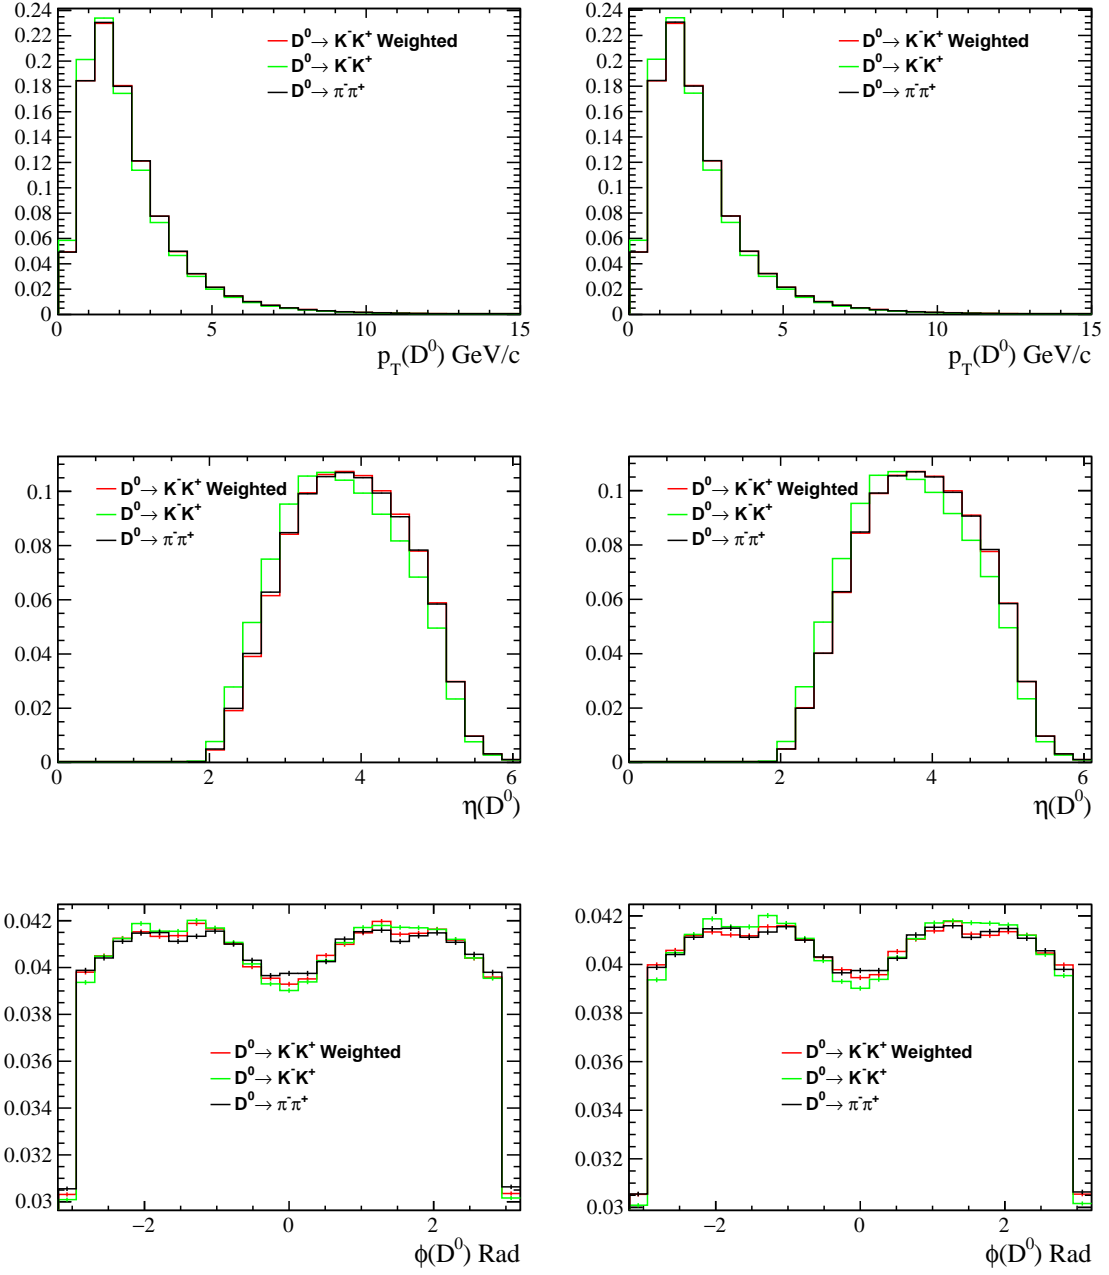 0.24
0.22
0.2
0.18
0.16
0.14
0.12
0.1
0.08
0.06
0.04
0.02
0
D⁰→ K⁻K⁺ Weighted
D⁰→ K⁻K⁺
D⁰→ π⁻π⁺
0 5 10 15
p_T(D⁰) GeV/c
0.24
0.22
0.2
0.18
0.16
0.14
0.12
0.1
0.08
0.06
0.04
0.02
0
D⁰→ K⁻K⁺ Weighted
D⁰→ K⁻K⁺
D⁰→ π⁻π⁺
0 5 10 15
p_T(D⁰) GeV/c
0.1
0.08
0.06
0.04
0.02
0
D⁰→ K⁻K⁺ Weighted
D⁰→ K⁻K⁺
D⁰→ π⁻π⁺
0 2 4 6
η(D⁰)
0.1
0.08
0.06
0.04
0.02
0
D⁰→ K⁻K⁺ Weighted
D⁰→ K⁻K⁺
D⁰→ π⁻π⁺
0 2 4 6
η(D⁰)
0.042
0.04
0.038
0.036
0.034
0.032
0.03
D⁰→ K⁻K⁺ Weighted
D⁰→ K⁻K⁺
D⁰→ π⁻π⁺
−2 0 2
ϕ(D⁰) Rad
0.042
0.04
0.038
0.036
0.034
0.032
0.03
D⁰→ K⁻K⁺ Weighted
D⁰→ K⁻K⁺
D⁰→ π⁻π⁺
−2 0 2
ϕ(D⁰) Rad